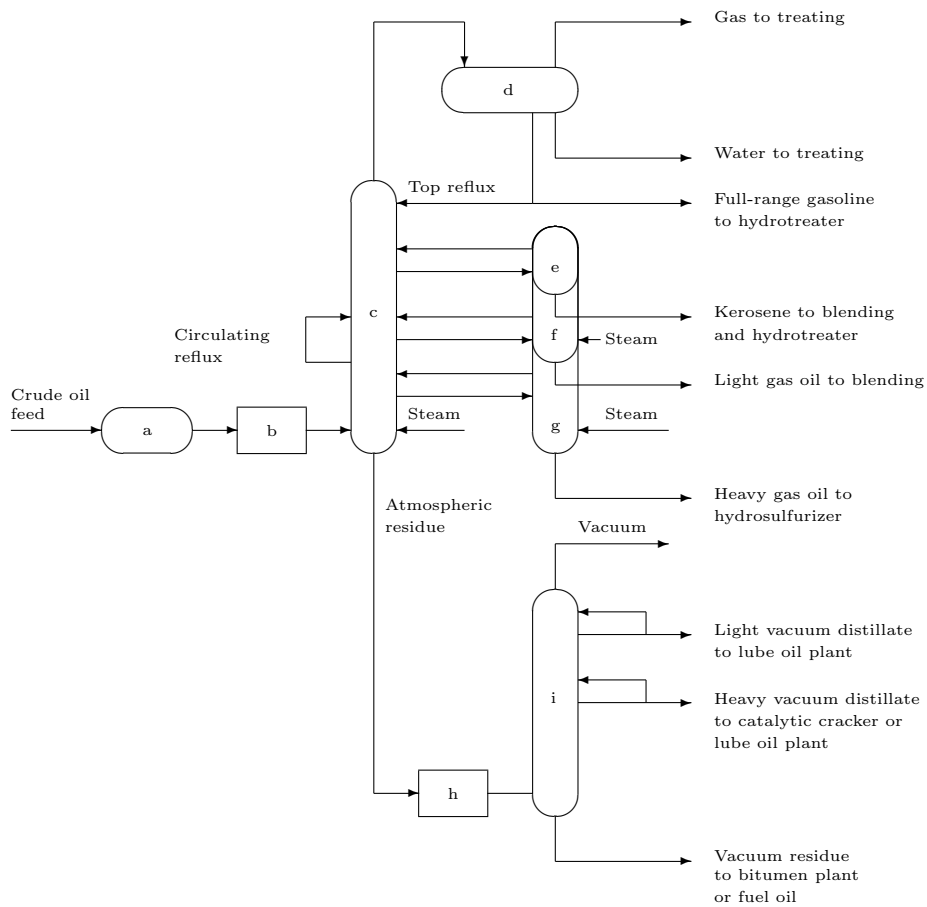 Gas to treating
d
Water to treating
Top reflux
Full-range gasoline
to hydrotreater
e
c
Kerosene to blending
and hydrotreater
Circulating
reflux
f
Steam
Light gas oil to blending
Crude oil
feed
Steam
Steam
a
b
g
Atmospheric
residue
Heavy gas oil to
hydrosulfurizer
Vacuum
Light vacuum distillate
to lube oil plant
i
Heavy vacuum distillate
to catalytic cracker or
lube oil plant
h
Vacuum residue
to bitumen plant
or fuel oil